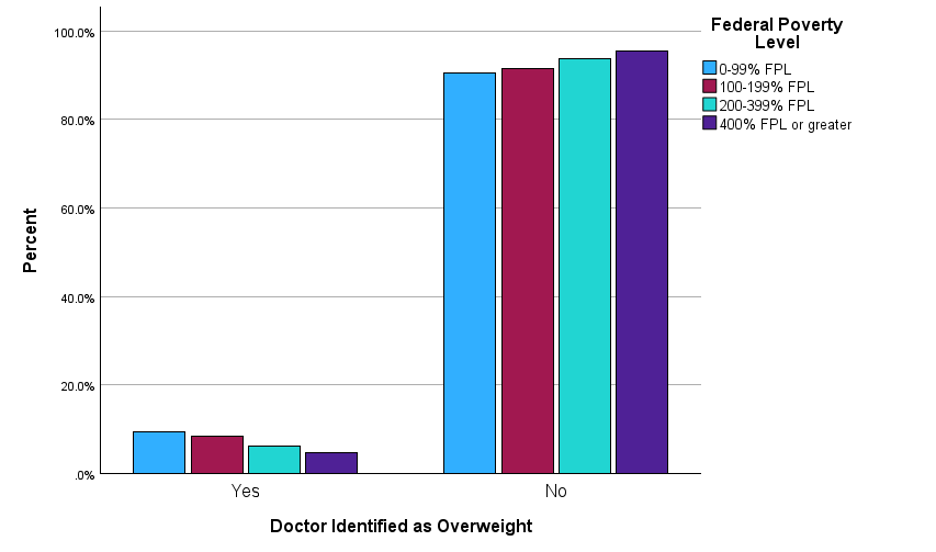 Federal Poverty
Level
0-99% FPL
100-199% FPL
200-399% FPL
400% FPL or greater
100.0%
80.0%
60.0%
40.0%
20.0%
.0%
Percent
Yes
No
Doctor Identified as Overweight